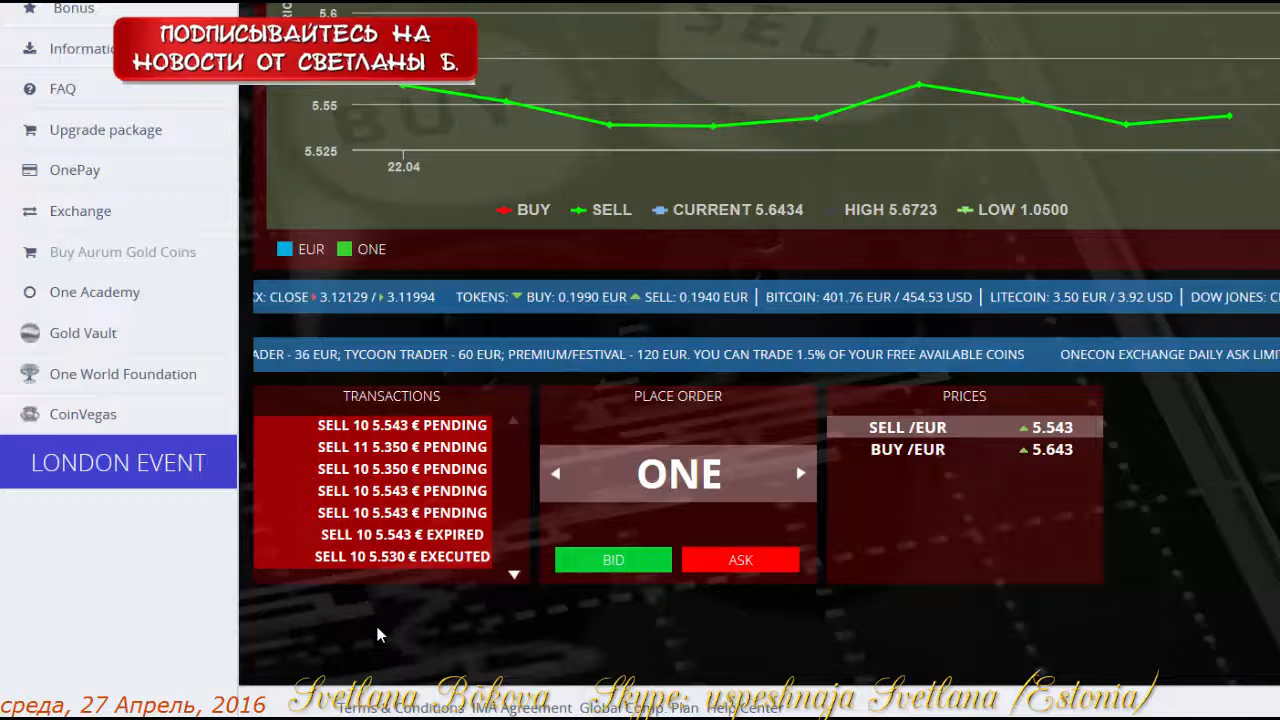 Bonus
ПОДПИСЫВАЙТЕСЬ НА
НОВОСТИ ОТ СВЕТЛАНЫ Б.
FAQ
Upgrade package
OnePay
Exchange
Buy Aurum Gold Coins
One Academy
Gold Vault
One World Foundation
CoinVegas
LONDON EVENT
5.6
SELL
BUY
5.55
5.525
22.04
BUY SELL CURRENT 5.6434 HIGH 5.6723 LOW 1.0500
EUR ONE
X: CLOSE 3.12129 / 3.11994 TOKENS: BUY: 0.1990 EUR SELL: 0.1940 EUR | BITCOIN: 401.76 EUR / 454.53 USD | LITECOIN: 3.50 EUR / 3.92 USD | DOW JONES:
ADER - 36 EUR; TYCOON TRADER - 60 EUR; PREMIUM/FESTIVAL - 120 EUR. YOU CAN TRADE 1.5% OF YOUR FREE AVAILABLE COINS ONECON EXCHANGE DAILY ASK LIMI
TRANSACTIONS
SELL 10 5.543 € PENDING
SELL 11 5.350 € PENDING
SELL 10 5.350 € PENDING
SELL 10 5.543 € PENDING
SELL 10 5.543 € PENDING
SELL 10 5.543 € EXPIRED
SELL 10 5.530 € EXECUTED
PLACE ORDER
ONE
BID ASK
PRICES
SELL /EUR 5.543
BUY /EUR 5.643
среда, 27 Апрель, 2016
Svetlana Bõkova Skype: uspeshnaja Svetlana (Estonia)
Terms & Conditions IMA Agreement Global Comp. Plan Help Center